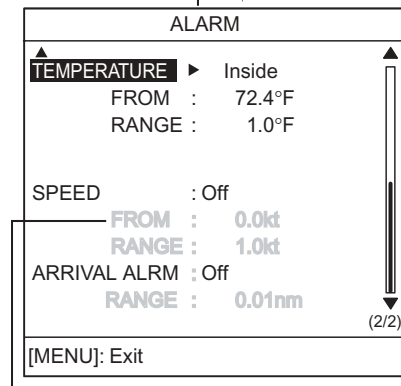 ALARM
TEMPERATURE ► Inside
FROM : 72.4°F
RANGE : 1.0°F
SPEED : Off
FROM : 0.0kt
RANGE : 1.0kt
ARRIVAL ALRM : Off
RANGE : 0.01nm
(2/2)
[MENU]: Exit